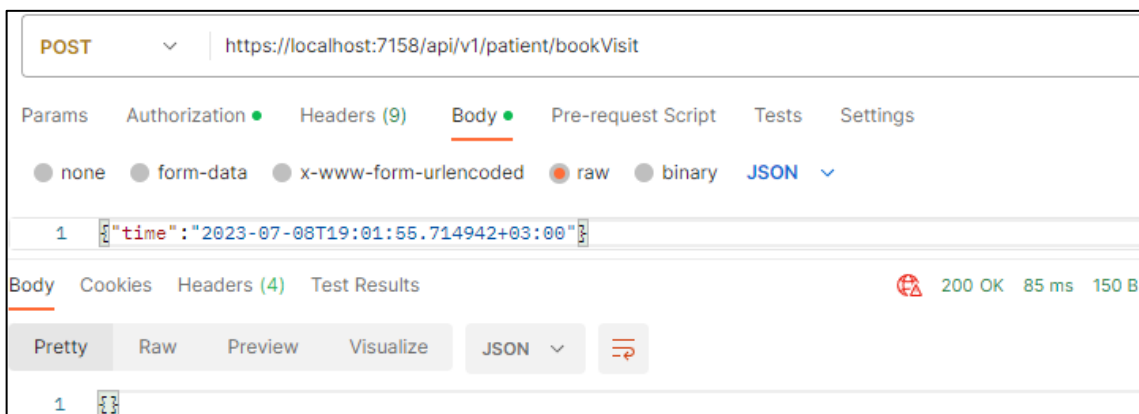 POST https://localhost:7158/api/v1/patient/bookVisit
Params Authorization Headers (9) Body Pre-request Script Tests Settings
none form-data x-www-form-urlencoded raw binary JSON
1 {"time":"2023-07-08T19:01:55.714942+03:00"}
Body Cookies Headers (4) Test Results 200 OK 85 ms 150 B
Pretty Raw Preview Visualize JSON
1 {}